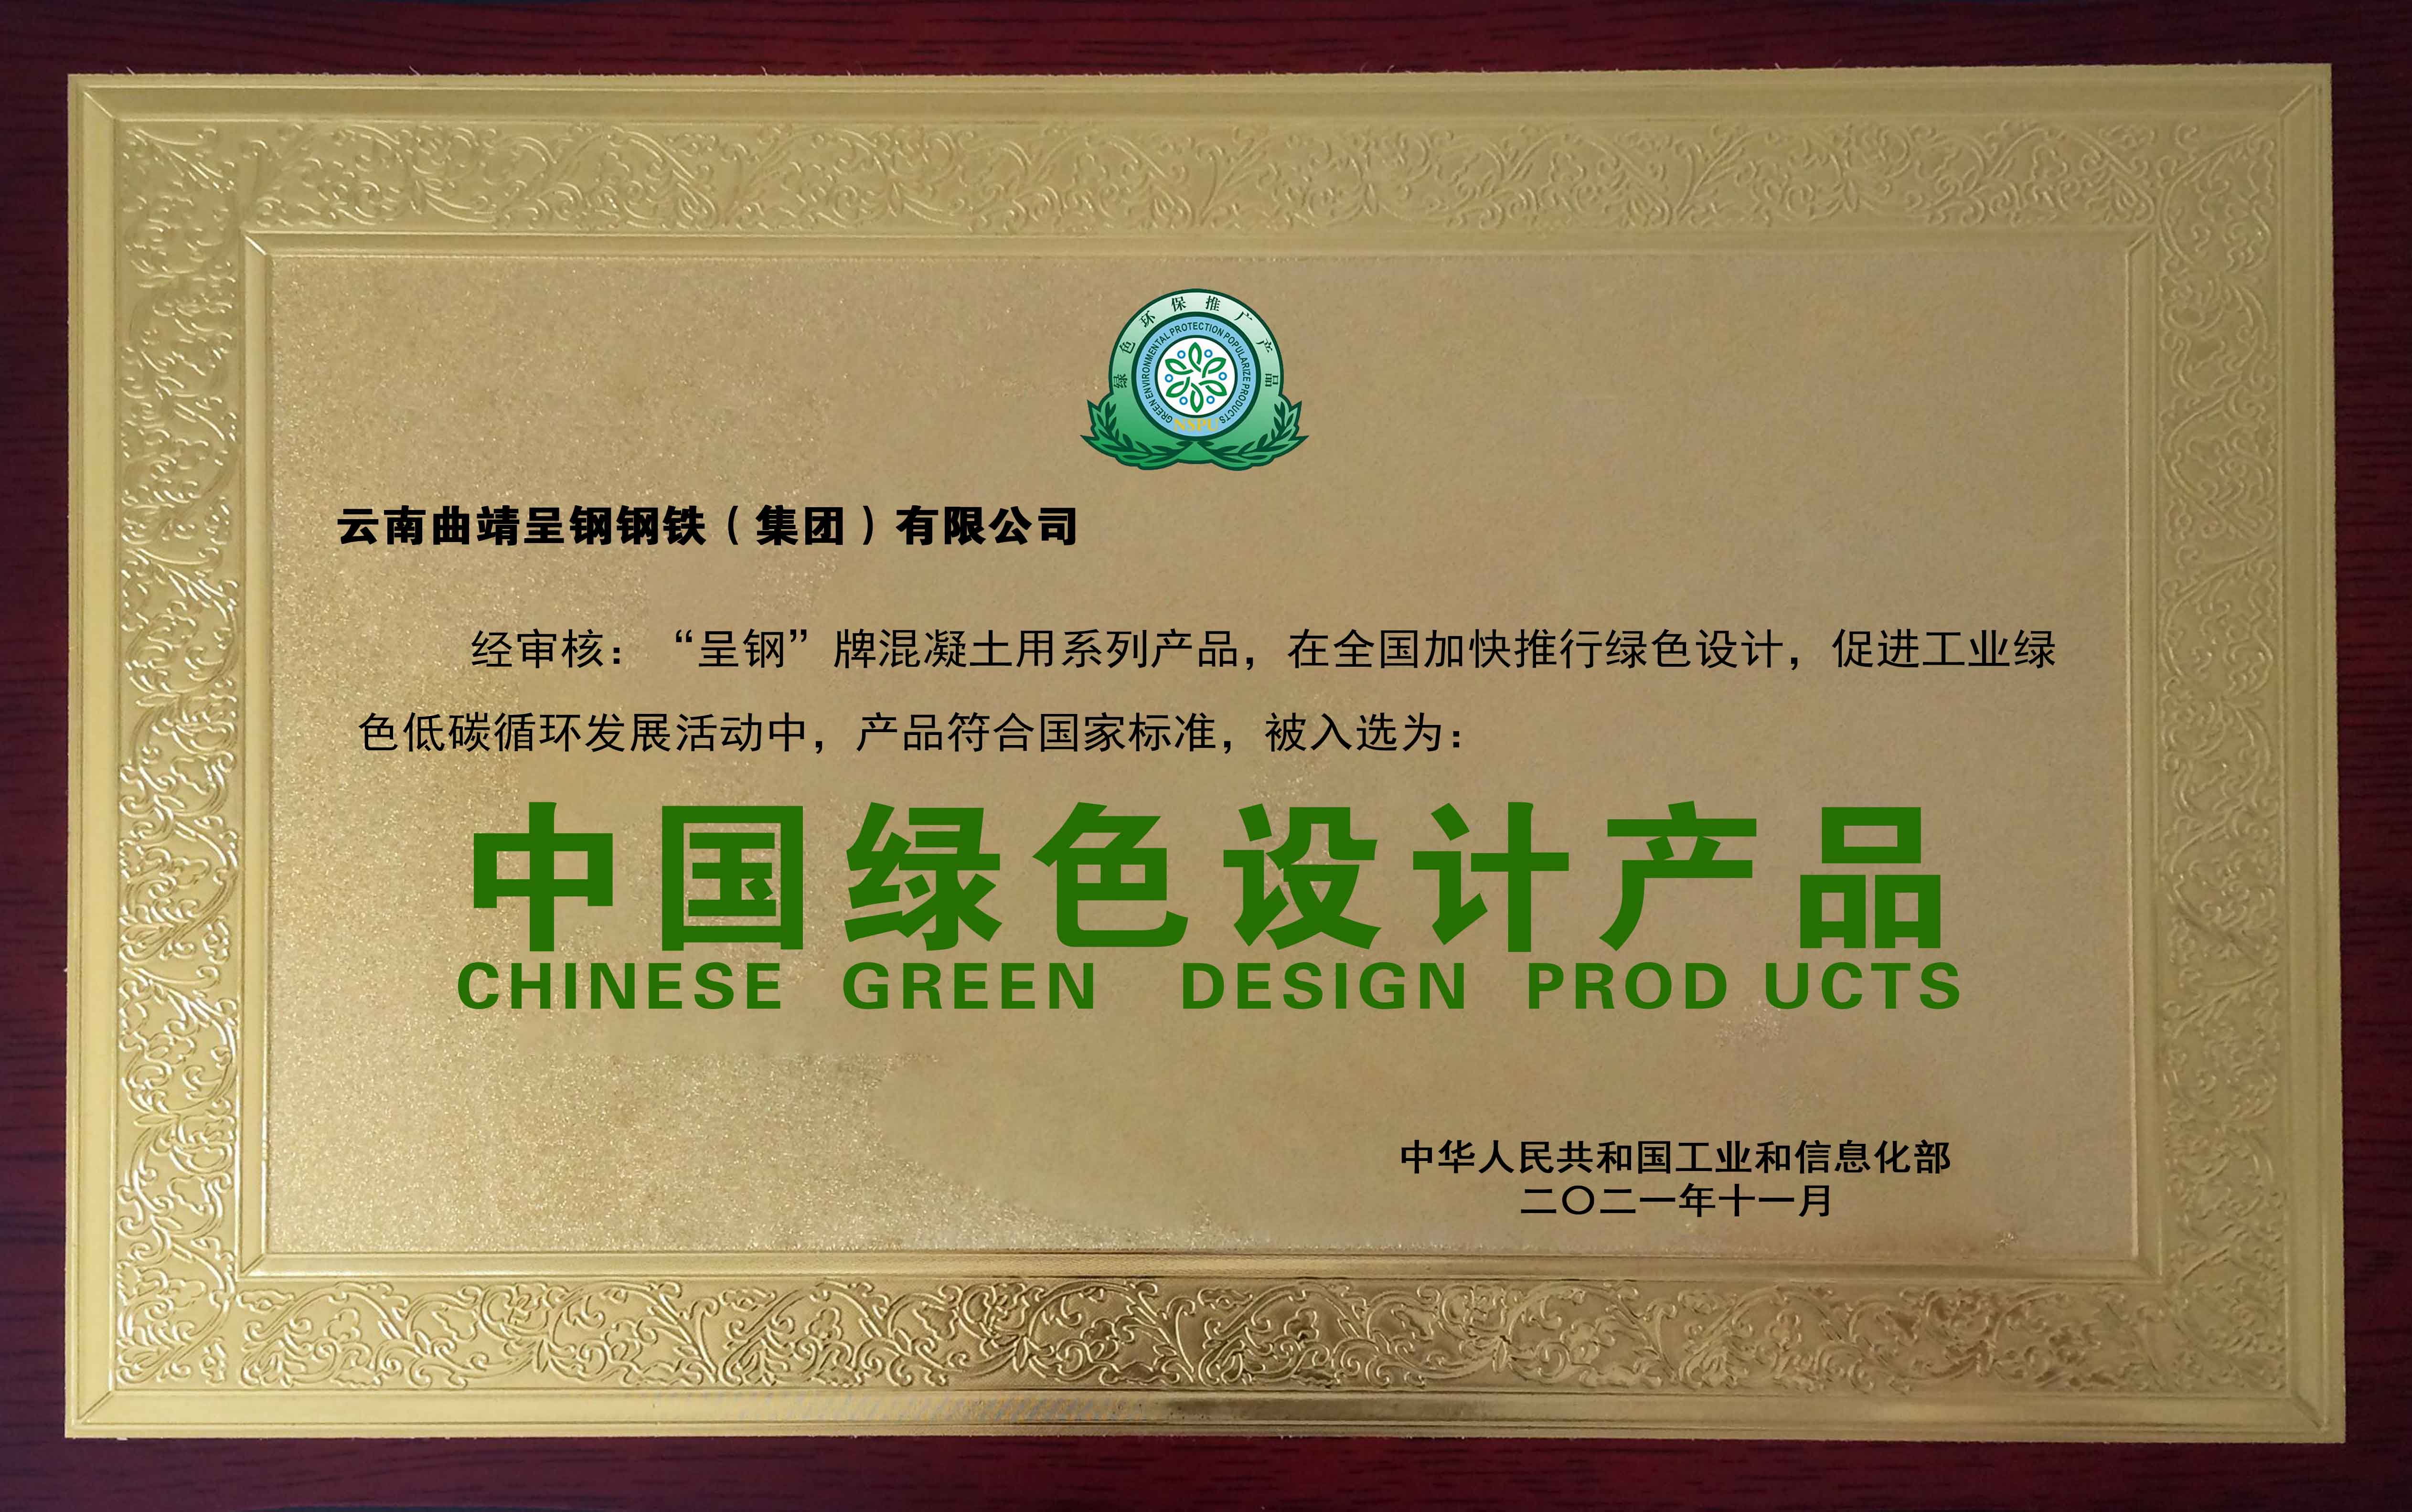 绿色环保推广产品
GREEN ENVIRONMENTAL PROTECTION POPULARIZE PRODUCTS
NSPU
云南曲靖呈钢钢铁（集团）有限公司
经审核：“呈钢”牌混凝土用系列产品，在全国加快推行绿色设计，促进工业绿
色低碳循环发展活动中，产品符合国家标准，被入选为：
中国绿色设计产品
CHINESE GREEN DESIGN PROD UCTS
中华人民共和国工业和信息化部
二〇二一年十一月